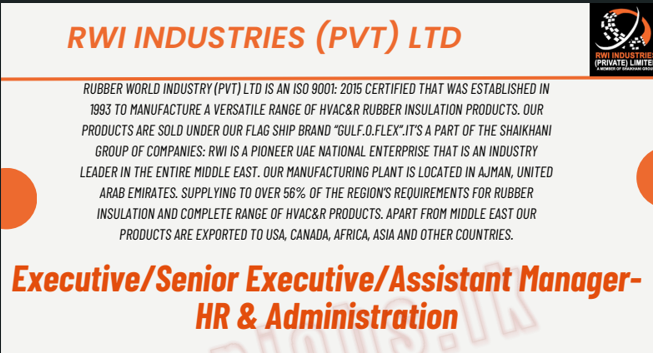 RWI INDUSTRIES (PVT) LTD
RWI INDUSTRIES
(PRIVATE) LIMITE
A MEMBER OF SHAIKHANI GROU
RUBBER WORLD INDUSTRY (PVT) LTD IS AN ISO 9001: 2015 CERTIFIED THAT WAS ESTABLISHED IN
1993 TO MANUFACTURE A VERSATILE RANGE OF HVAC&R RUBBER INSULATION PRODUCTS. OUR
PRODUCTS ARE SOLD UNDER OUR FLAG SHIP BRAND "GULF.O.FLEX".IT'S A PART OF THE SHAIKHANI
GROUP OF COMPANIES: RWI IS A PIONEER UAE NATIONAL ENTERPRISE THAT IS AN INDUSTRY
LEADER IN THE ENTIRE MIDDLE EAST. OUR MANUFACTURING PLANT IS LOCATED IN AJMAN, UNITED
ARAB EMIRATES. SUPPLYING TO OVER 56% OF THE REGION'S REQUIREMENTS FOR RUBBER
INSULATION AND COMPLETE RANGE OF HVAC&R PRODUCTS. APART FROM MIDDLE EAST OUR
PRODUCTS ARE EXPORTED TO USA, CANADA, AFRICA, ASIA AND OTHER COUNTRIES.
Executive/Senior Executive/Assistant Manager-
HR & Administration